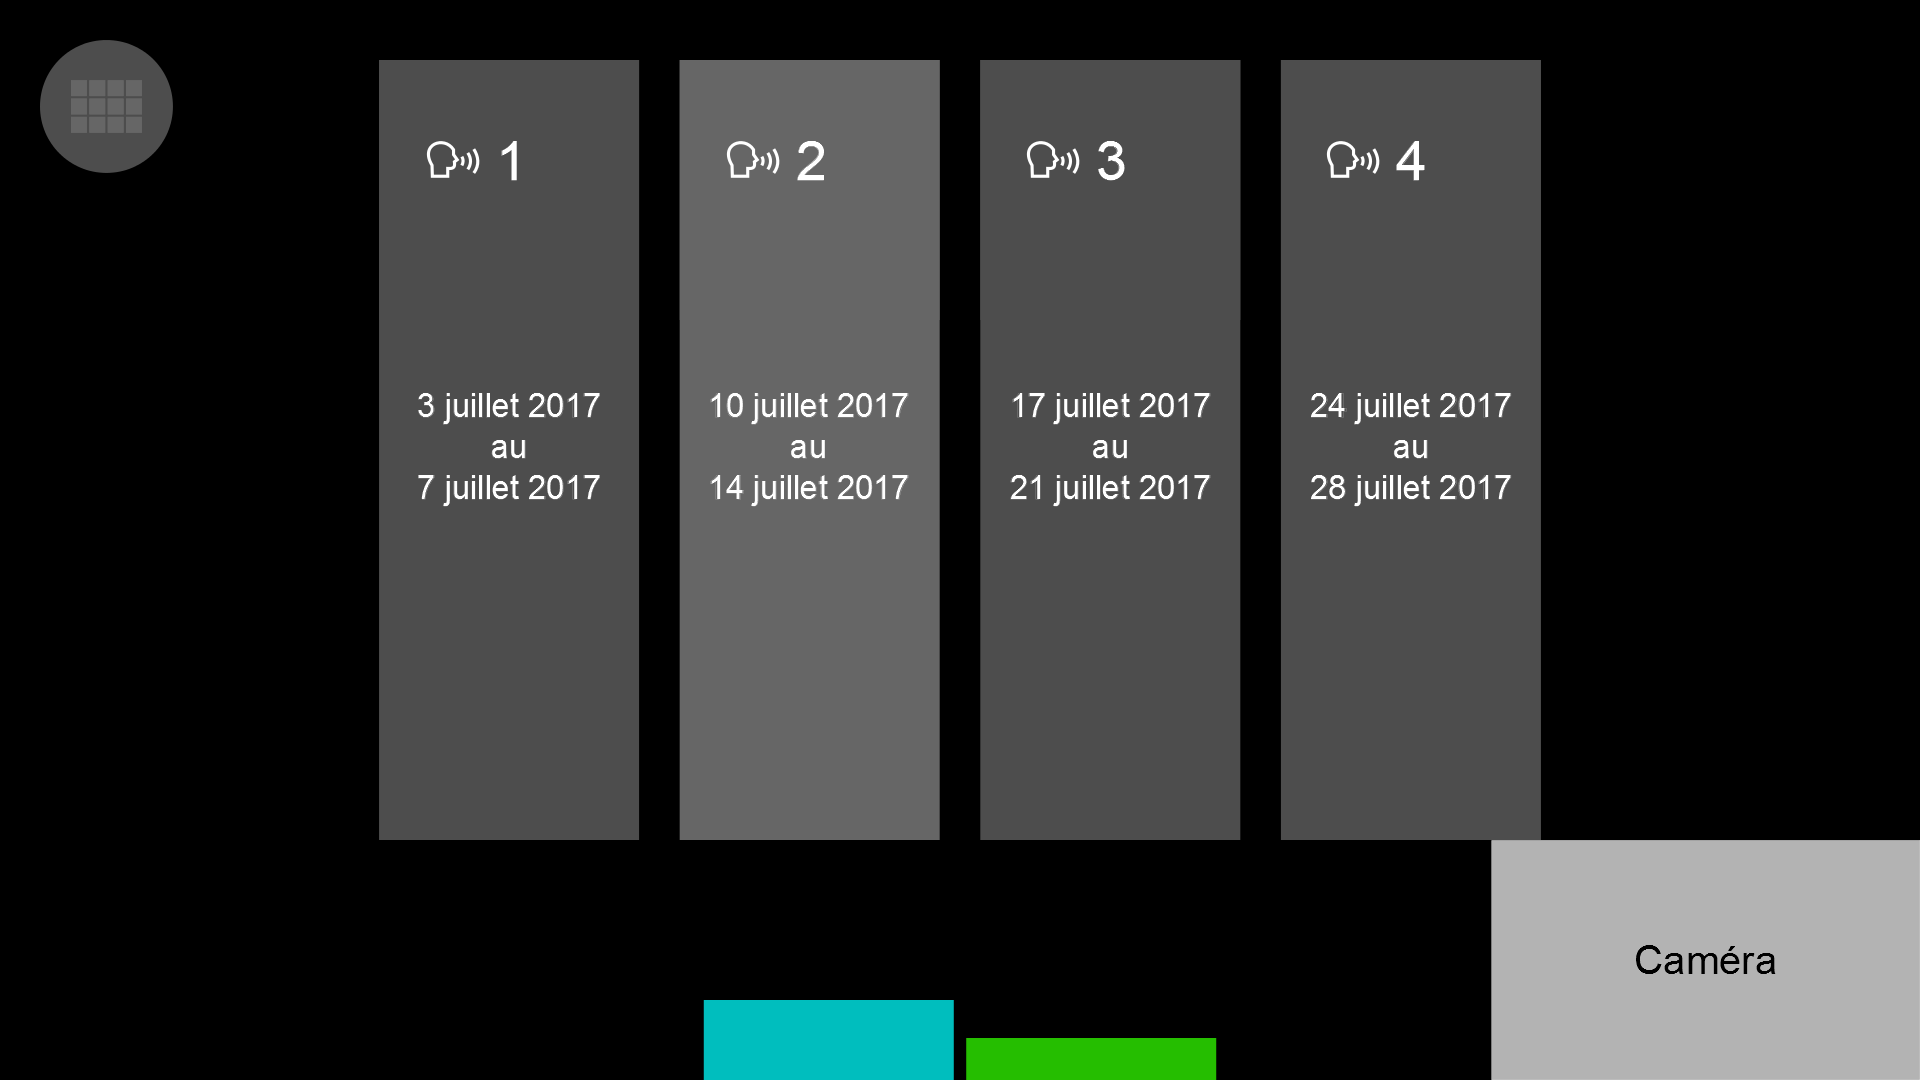 1
3 juillet 2017
au
7 juillet 2017
2
10 juillet 2017
au
14 juillet 2017
3
17 juillet 2017
au
21 juillet 2017
4
24 juillet 2017
au
28 juillet 2017
Caméra